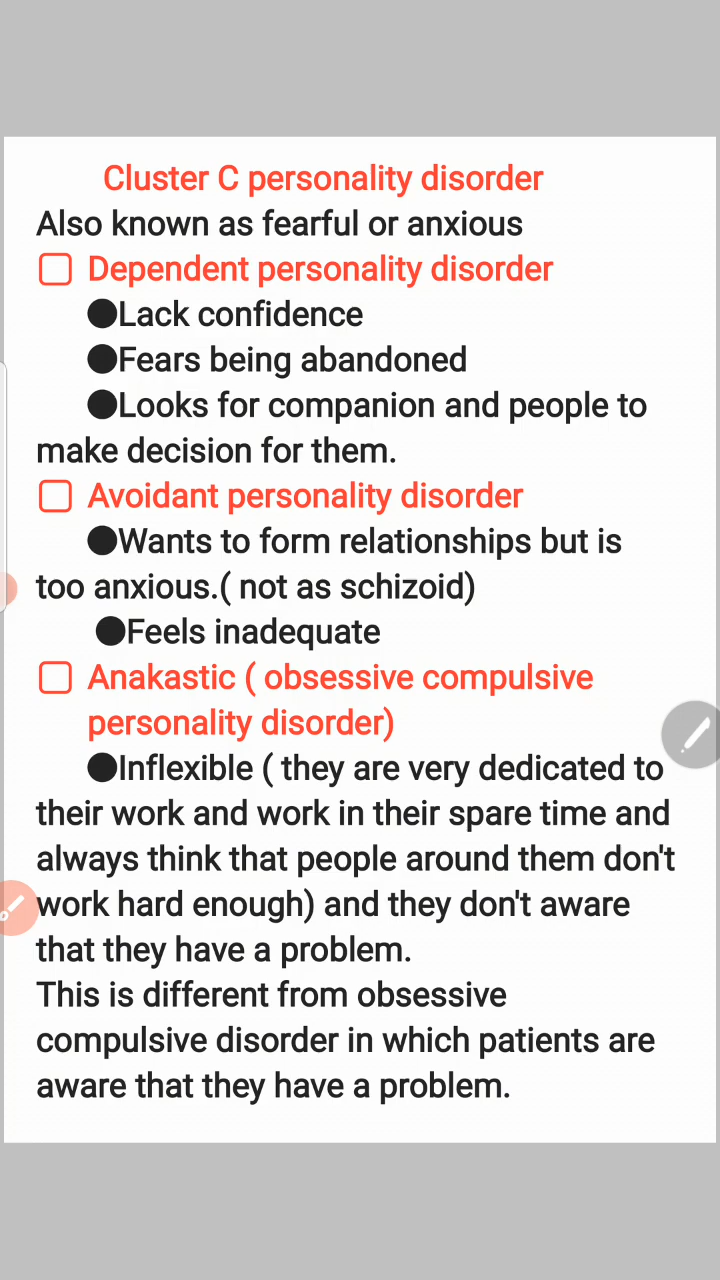 Cluster C personality disorder
Also known as fearful or anxious
Dependent personality disorder
●Lack confidence
●Fears being abandoned
●Looks for companion and people to
make decision for them.
Avoidant personality disorder
●Wants to form relationships but is
too anxious.( not as schizoid)
●Feels inadequate
Anakastic ( obsessive compulsive
personality disorder)
●Inflexible ( they are very dedicated to
their work and work in their spare time and
always think that people around them don't
work hard enough) and they don't aware
that they have a problem.
This is different from obsessive
compulsive disorder in which patients are
aware that they have a problem.